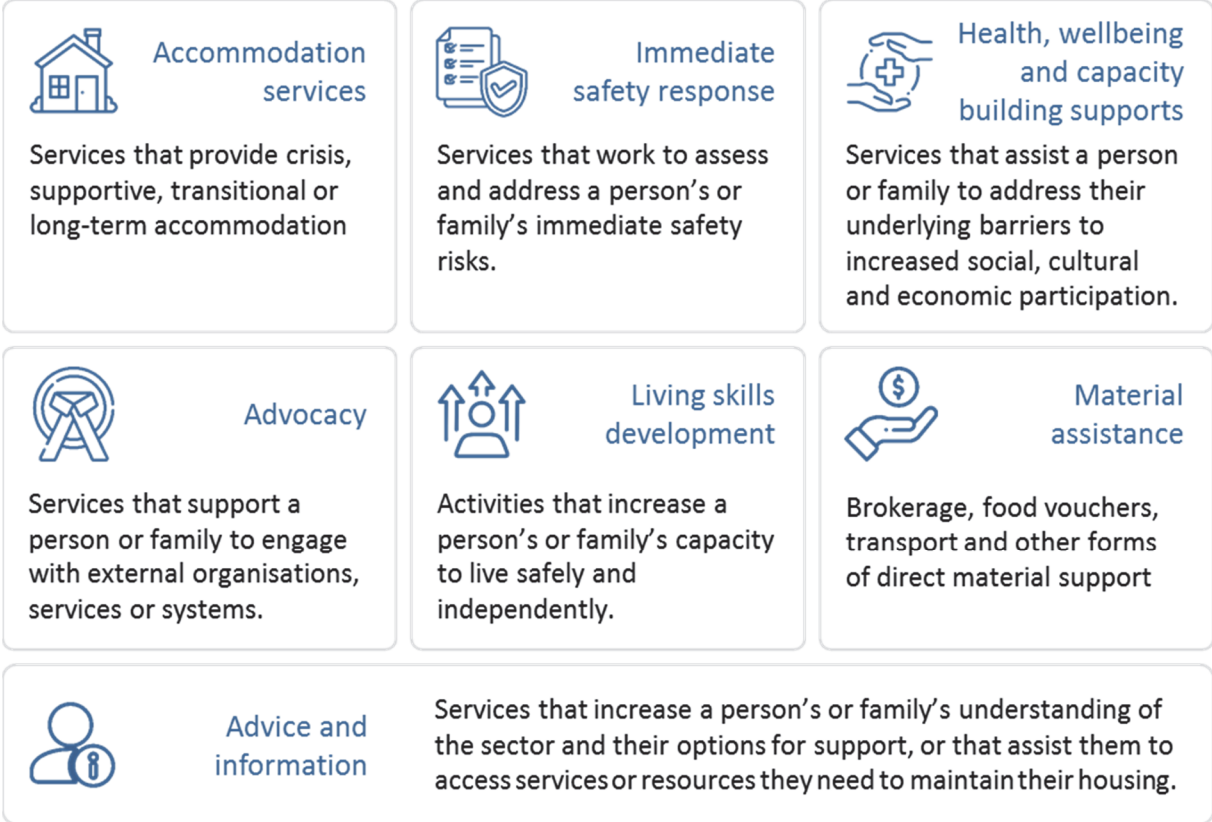 Accommodation
services
Services that provide crisis,
supportive, transitional or
long-term accommodation
Immediate
safety response
Services that work to assess
and address a person's or
family's immediate safety
risks.
Health, wellbeing
and capacity
building supports
Services that assist a person
or family to address their
underlying barriers to
increased social, cultural
and economic participation.
Advocacy
Services that support a
person or family to engage
with external organisations,
services or systems.
Living skills
development
Activities that increase a
person's or family's capacity
to live safely and
independently.
$
Material
assistance
Brokerage, food vouchers,
transport and other forms
of direct material support
i
Advice and
information
Services that increase a person's or family's understanding of
the sector and their options for support, or that assist them to
access services or resources they need to maintain their housing.